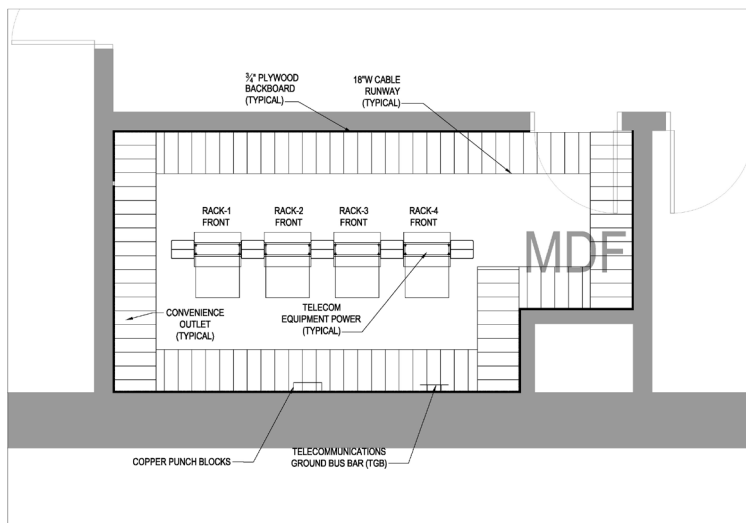 ¾" PLYWOOD
BACKBOARD
(TYPICAL)
18"W CABLE
RUNWAY
(TYPICAL)
RACK-1
FRONT
RACK-2
FRONT
RACK-3
FRONT
RACK-4
FRONT
MDF
CONVENIENCE
OUTLET
(TYPICAL)
TELECOM
EQUIPMENT POWER
(TYPICAL)
COPPER PUNCH BLOCKS
TELECOMMUNICATIONS
GROUND BUS BAR (TGB)